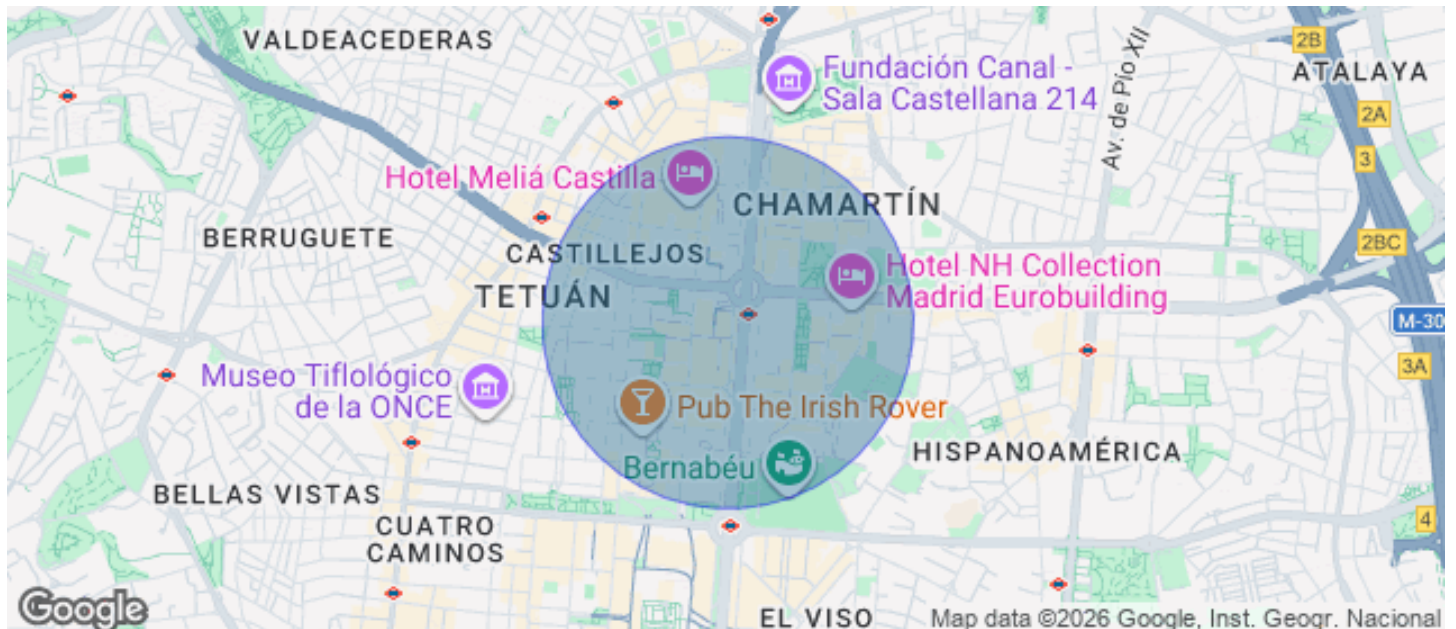 VALDEACEDERAS
Fundación Canal -
Sala Castellana 214
Av. de Pío XII
2B
ATALAYA
2A
3
Hotel Meliá Castilla
CHAMARTÍN
BERRUGUETE
CASTILLEJOS
2BC
TETUÁN
Hotel NH Collection
Madrid Eurobuilding
M-30
3A
Museo Tiflológico
de la ONCE
Pub The Irish Rover
HISPANOAMÉRICA
Bernabéu
BELLAS VISTAS
CUATRO
CAMINOS
4
Google
EL VISO
Map data ©2026 Google, Inst. Geogr. Nacional